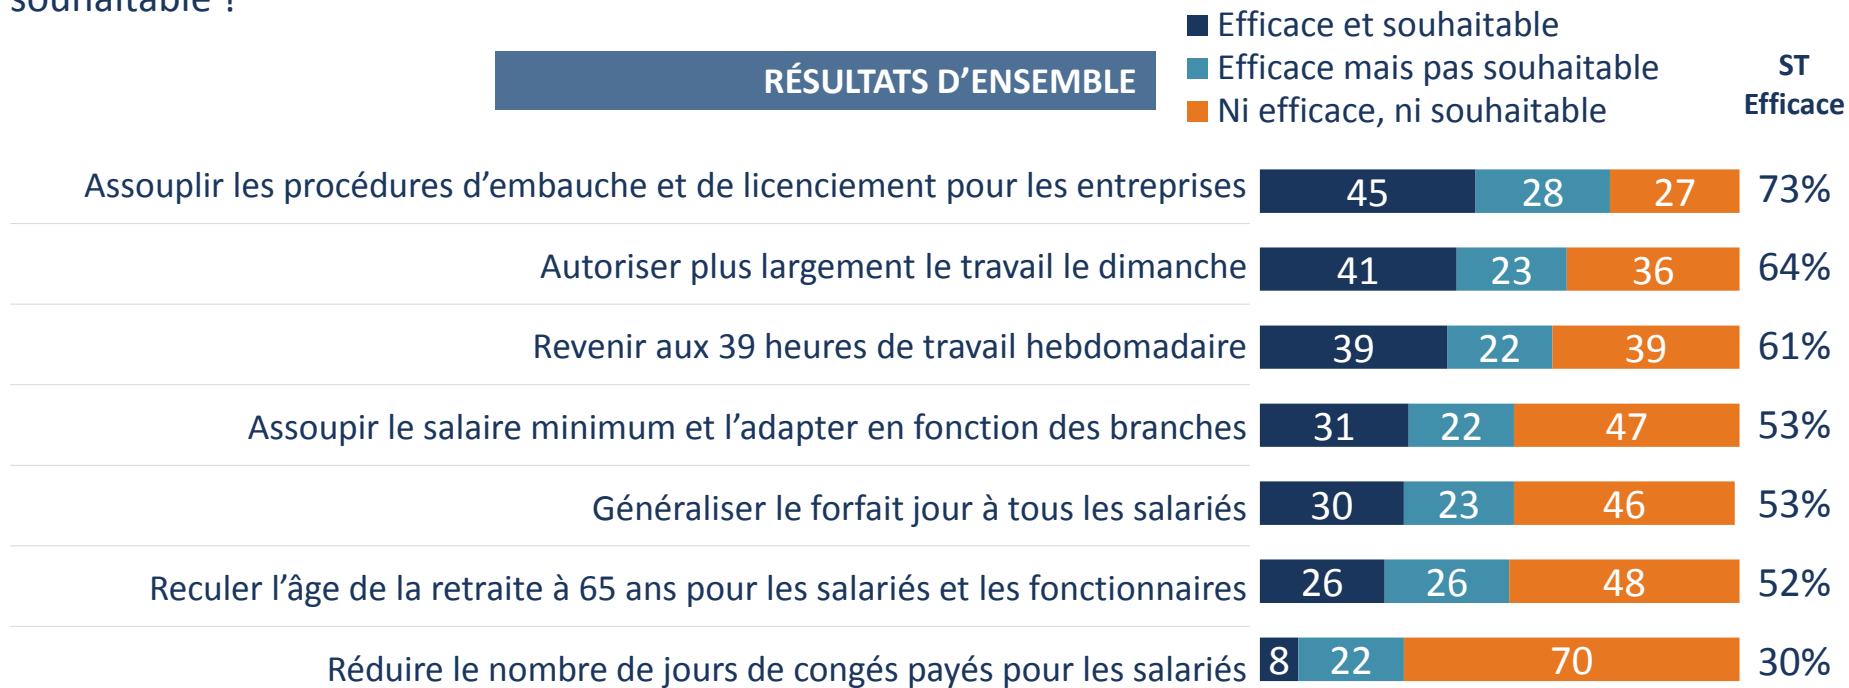 souhaitable ?
Efficace et souhaitable
RÉSULTATS D’ENSEMBLE
Efficace mais pas souhaitable
Ni efficace, ni souhaitable
ST
Efficace
Assouplir les procédures d’embauche et de licenciement pour les entreprises 45 28 27 73%
Autoriser plus largement le travail le dimanche 41 23 36 64%
Revenir aux 39 heures de travail hebdomadaire 39 22 39 61%
Assoupir le salaire minimum et l’adapter en fonction des branches 31 22 47 53%
Généraliser le forfait jour à tous les salariés 30 23 46 53%
Reculer l’âge de la retraite à 65 ans pour les salariés et les fonctionnaires 26 26 48 52%
Réduire le nombre de jours de congés payés pour les salariés 8 22 70 30%